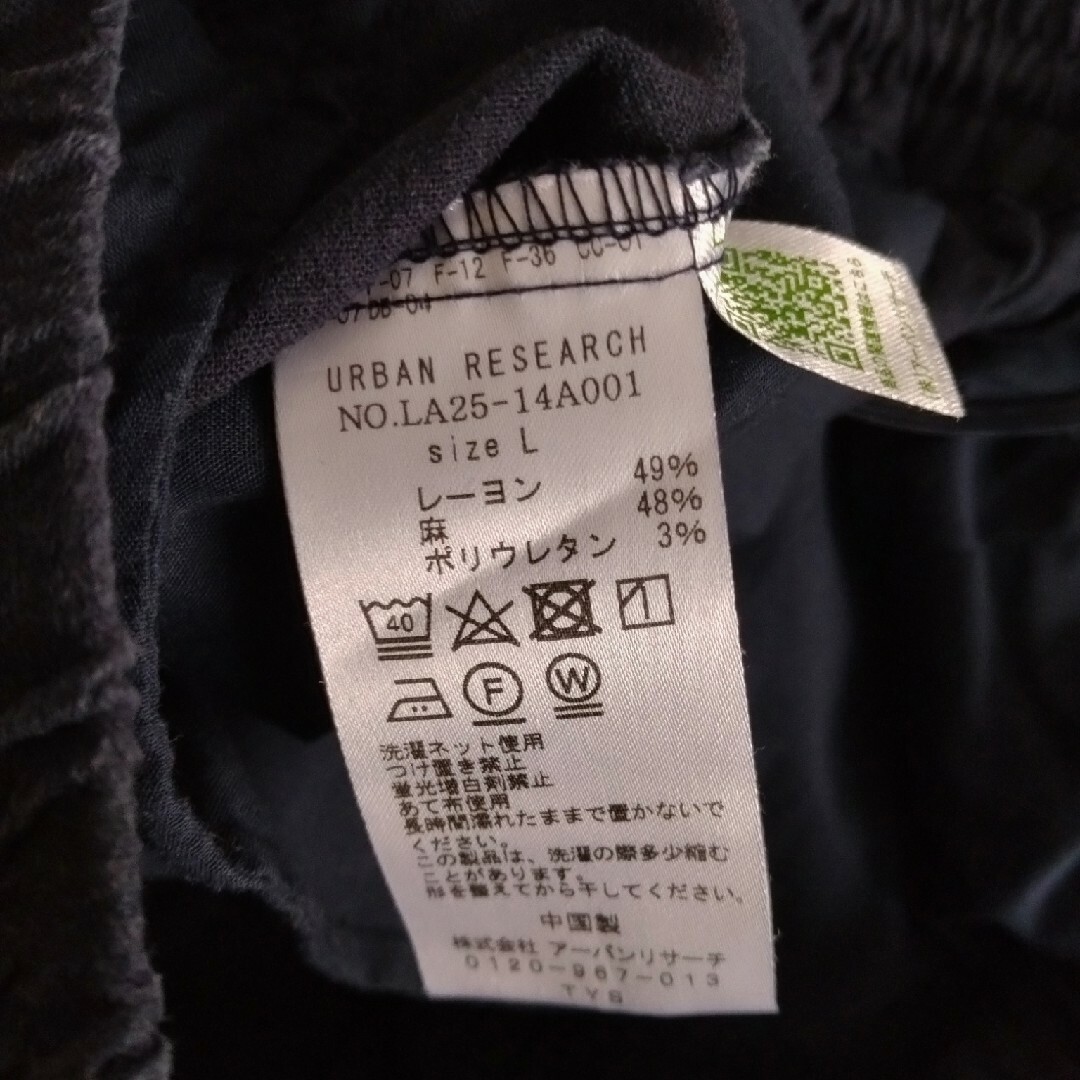 -07 F-12 F-36 CC-01
URBAN RESEARCH
NO.LA25-14A001
size L
レーヨン 49%
麻 48%
ポリウレタン 3%
40
F
W
洗濯ネット使用
つけ置き禁止
蛍光増白剤禁止
あて布使用
長時間濡れたままで置かないで
ください。
この製品は、洗濯の際多少縮む
ことがあります。
形を整えてから干してください。
中国製
株式会社 アーバンリサーチ
0120-967-013